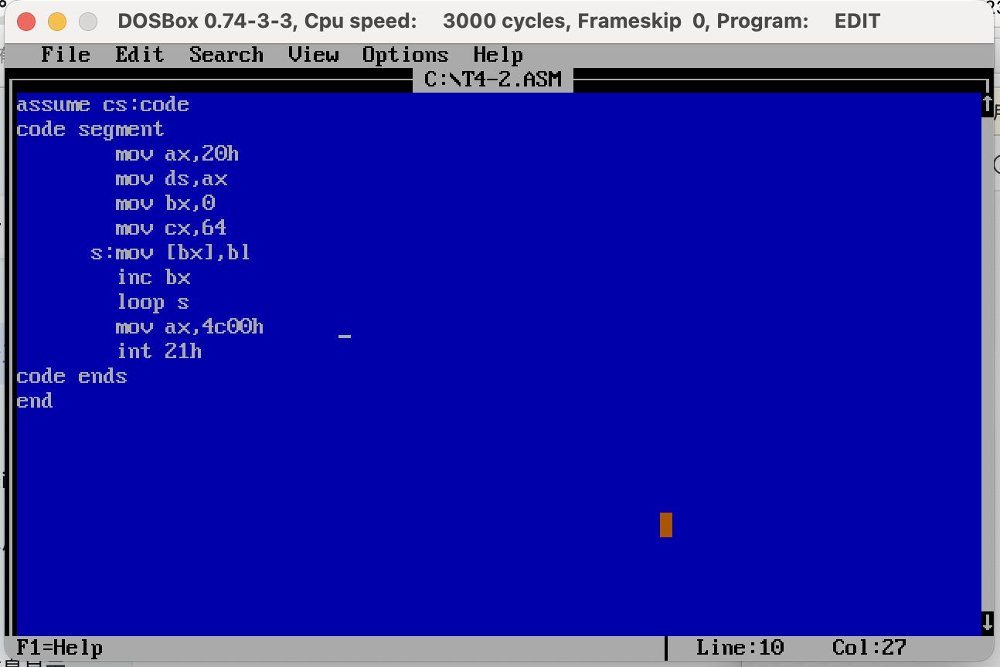 DOSBox 0.74-3-3, Cpu speed: 3000 cycles, Frameskip 0, Program: EDIT
File Edit Search View Options Help
C:\T4-2.ASM
assume cs:code
code segment
mov ax,20h
mov ds,ax
mov bx,0
mov cx,64
s:mov [bx],bl
inc bx
loop s
mov ax,4c00h
int 21h
code ends
end
F1=Help Line:10 Col:27